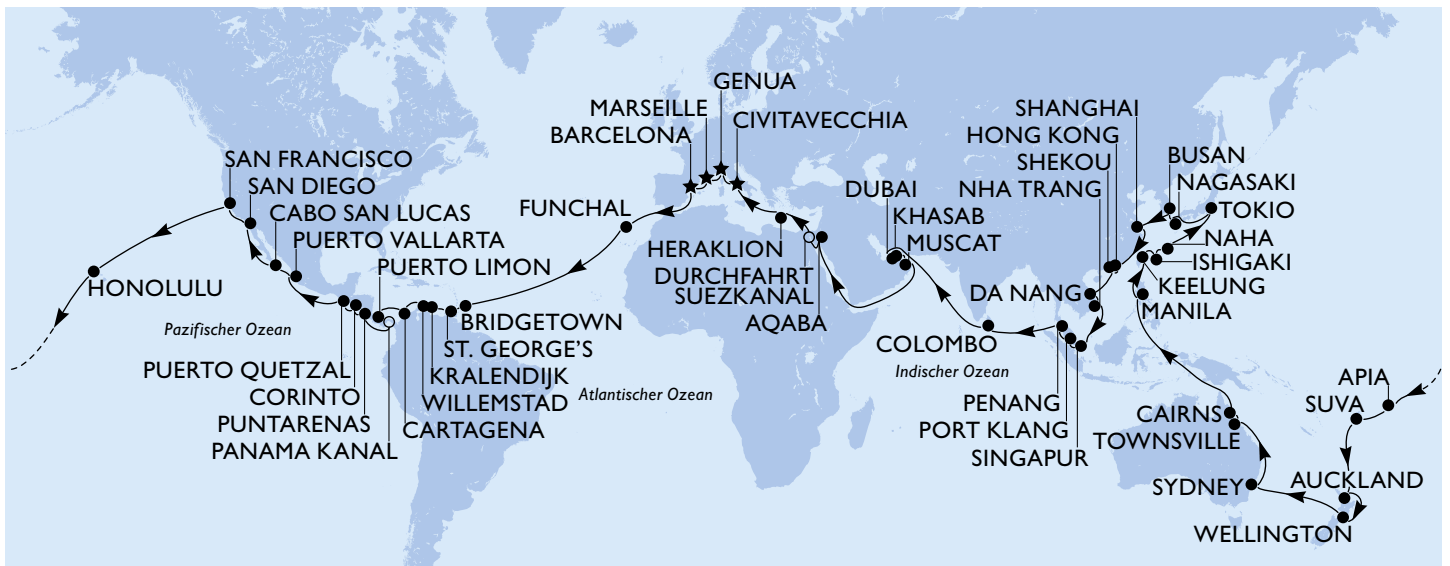 GENUA
MARSEILLE
BARCELONA
CIVITAVECCHIA
SHANGHAI
HONG KONG
SHEKOU
NHA TRANG
BUSAN
NAGASAKI
TOKIO
NAHA
ISHIGAKI
KEELUNG
MANILA
SAN FRANCISCO
SAN DIEGO
CABO SAN LUCAS
PUERTO VALLARTA
PUERTO LIMON
FUNCHAL
DUBAI
KHASAB
MUSCAT
HERAKLION
DURCHFAHRT
SUEZKANAL
AQABA
HONOLULU
DA NANG
Pazifischer Ozean
BRIDGETOWN
ST. GEORGE'S
KRALENDIJK
WILLEMSTAD
CARTAGENA
Atlantischer Ozean
COLOMBO
Indischer Ozean
PUERTO QUETZAL
CORINTO
PUNTARENAS
PANAMA KANAL
PENANG
PORT KLANG
SINGAPUR
CAIRNS
TOWNSVILLE
APIA
SUVA
SYDNEY
AUCKLAND
WELLINGTON